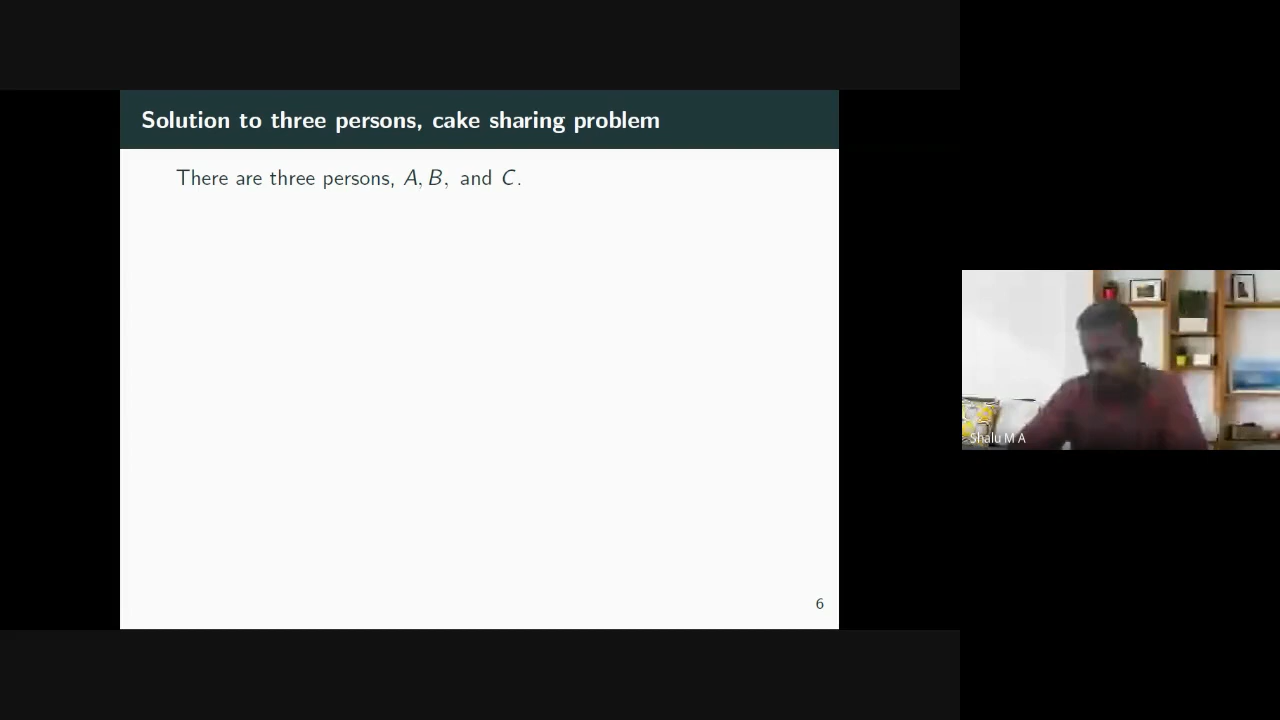 Solution to three persons, cake sharing problem
There are three persons, A, B, and C.
6
Shalu M A